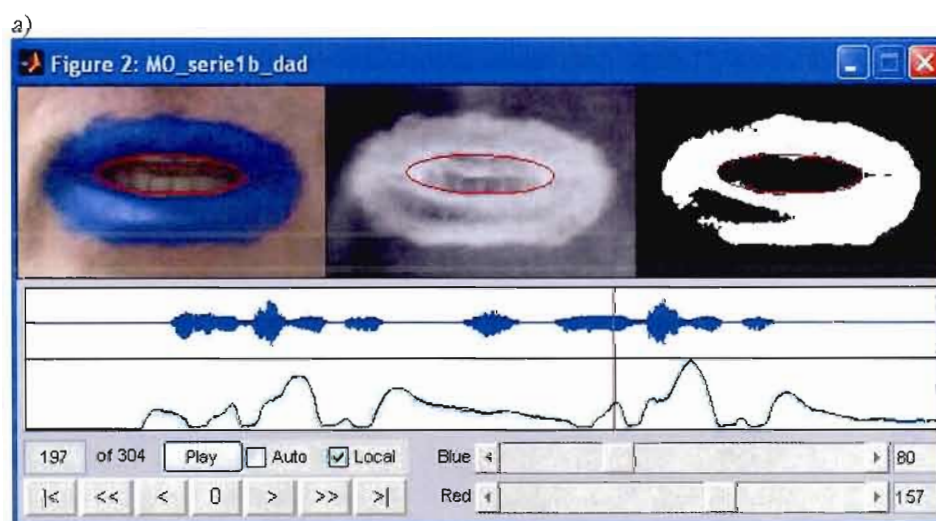 a)
Figure 2: MO_serie1b_dad
197 of 304 Play Auto Local Blue 80
|< << < 0 > >> >| Red 157